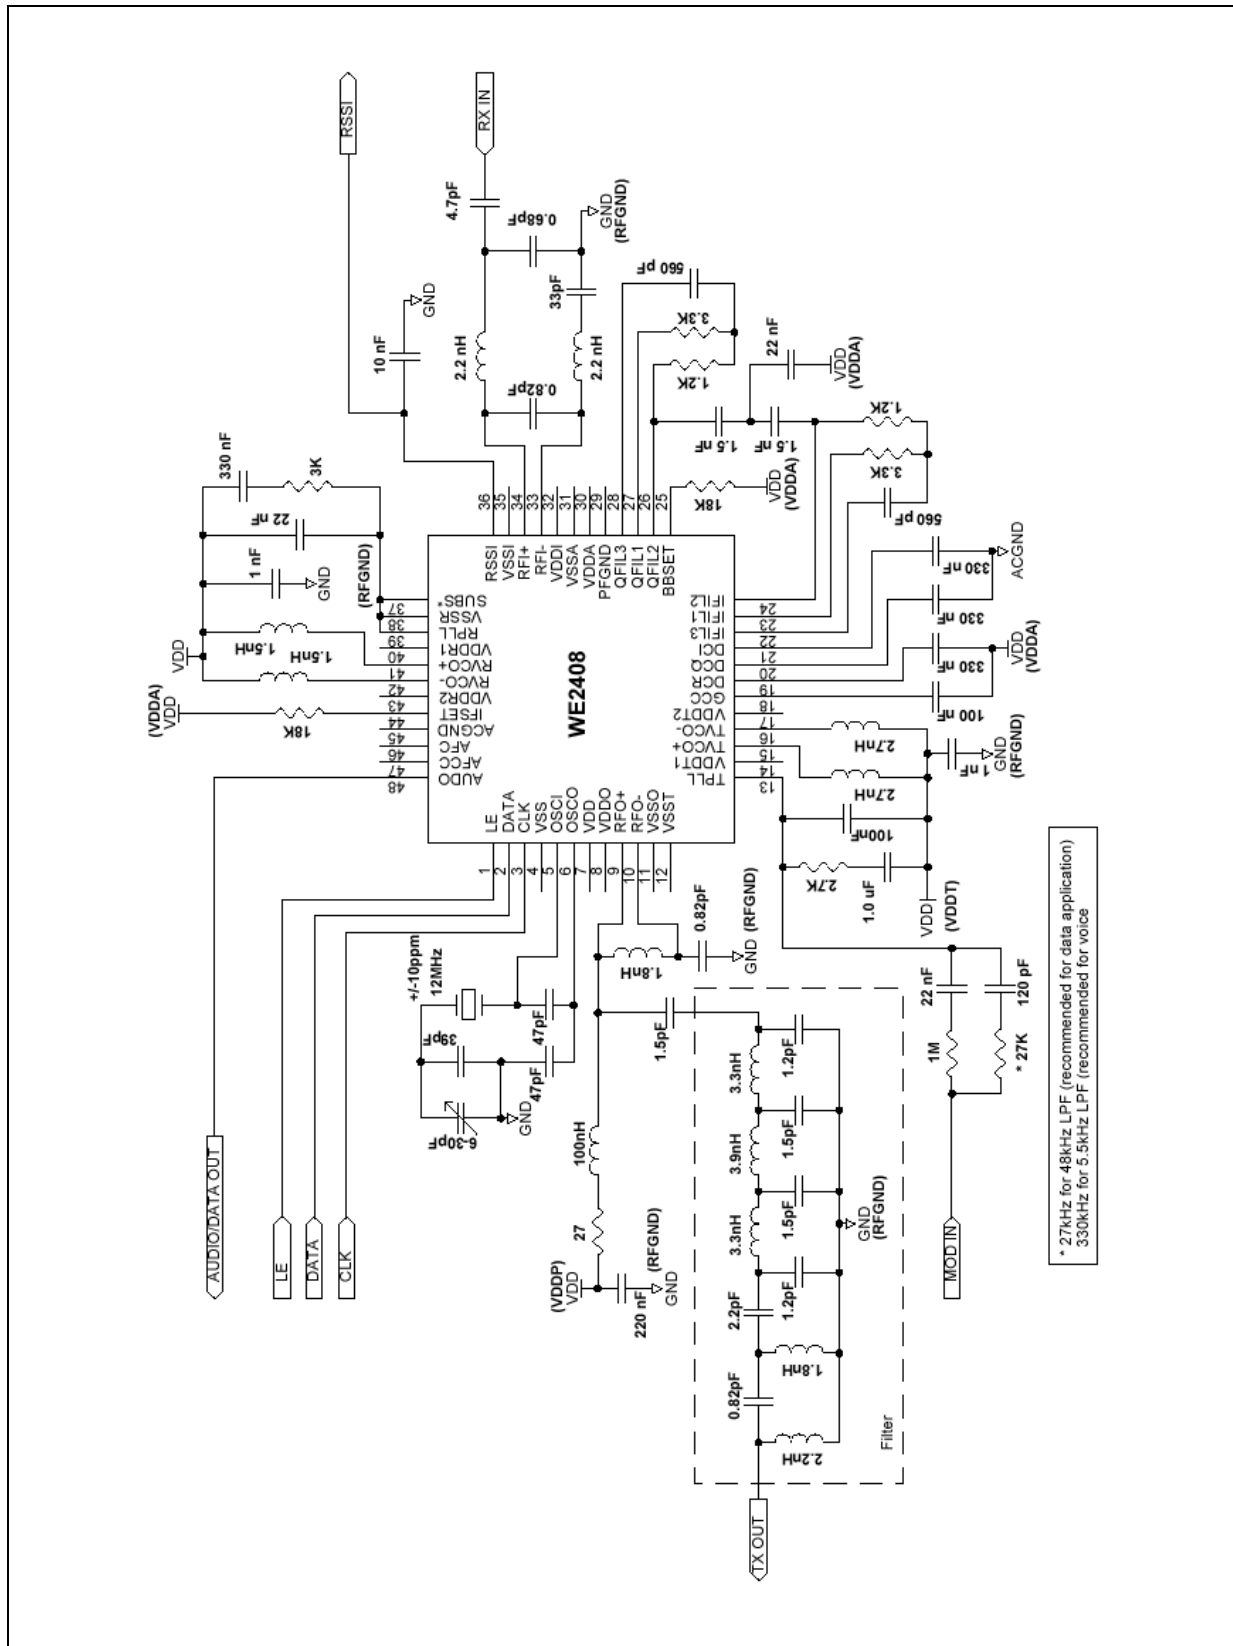 RSSI
RX IN
4.7pF
0.68pF
GND
(RFGND)
33pF
2.2 nH
0.82pF
2.2 nH
10 nF
GND
560 pF
3.3K
1.2K
22 nF
VDD
(VDDA)
1.5 nF
1.5 nF
1.2K
3.3K
560 pF
18K
VDD
(VDDA)
330 nF
3K
22 nF
1 nF
GND
(RFGND)
VDD
1.5nH
1.5nH
(VDDA)
VDD
18K
36
35
34
33
32
31
30
29
28
27
26
25
RSSI
VSSI
RFI+
RFI-
VDDI
VSSA
VDDA
PFGND
QFIL3
QFIL1
QFIL2
BBSET
37
38
39
40
41
42
43
44
45
46
47
48
SUBS*
VSSR
RPLL
VDDR1
RVCO+
RVCO-
VDDR2
IFSET
ACGND
AFC
AFCC
AUDO
WE2408
IFIL2
IFIL1
IFIL3
DCI
DCQ
DCR
GCC
VDDT2
TVCO-
TVCO+
VDDT1
TPLL
24
23
22
21
20
19
18
17
16
15
14
13
LE
DATA
CLK
VSS
OSCI
OSCO
VDD
VDDO
RFO+
RFO-
VSSO
VSST
1
2
3
4
5
6
7
8
9
10
11
12
330 nF
ACGND
330 nF
330 nF
VDD
(VDDA)
100 nF
2.7nH
1 nF
GND
(RFGND)
2.7nH
100nF
2.7K
1.0 uF
VDD
(VDDT)
+/-10ppm
12MHz
39pF
47pF
47pF
6-30pF
GND
0.82pF
GND (RFGND)
1.8nH
1.5pF
100nH
27
(VDDP)
VDD
220 nF
GND
(RFGND)
AUDIO/DATA OUT
LE
DATA
CLK
3.3nH
1.2pF
3.9nH
1.5pF
3.3nH
1.5pF
GND
(RFGND)
2.2pF
1.2pF
1.8nH
0.82pF
2.2nH
Filter
TX OUT
22 nF
120 pF
1M
* 27K
MOD IN
* 27kHz for 48kHz LPF (recommended for data application)
330kHz for 5.5kHz LPF (recommended for voice